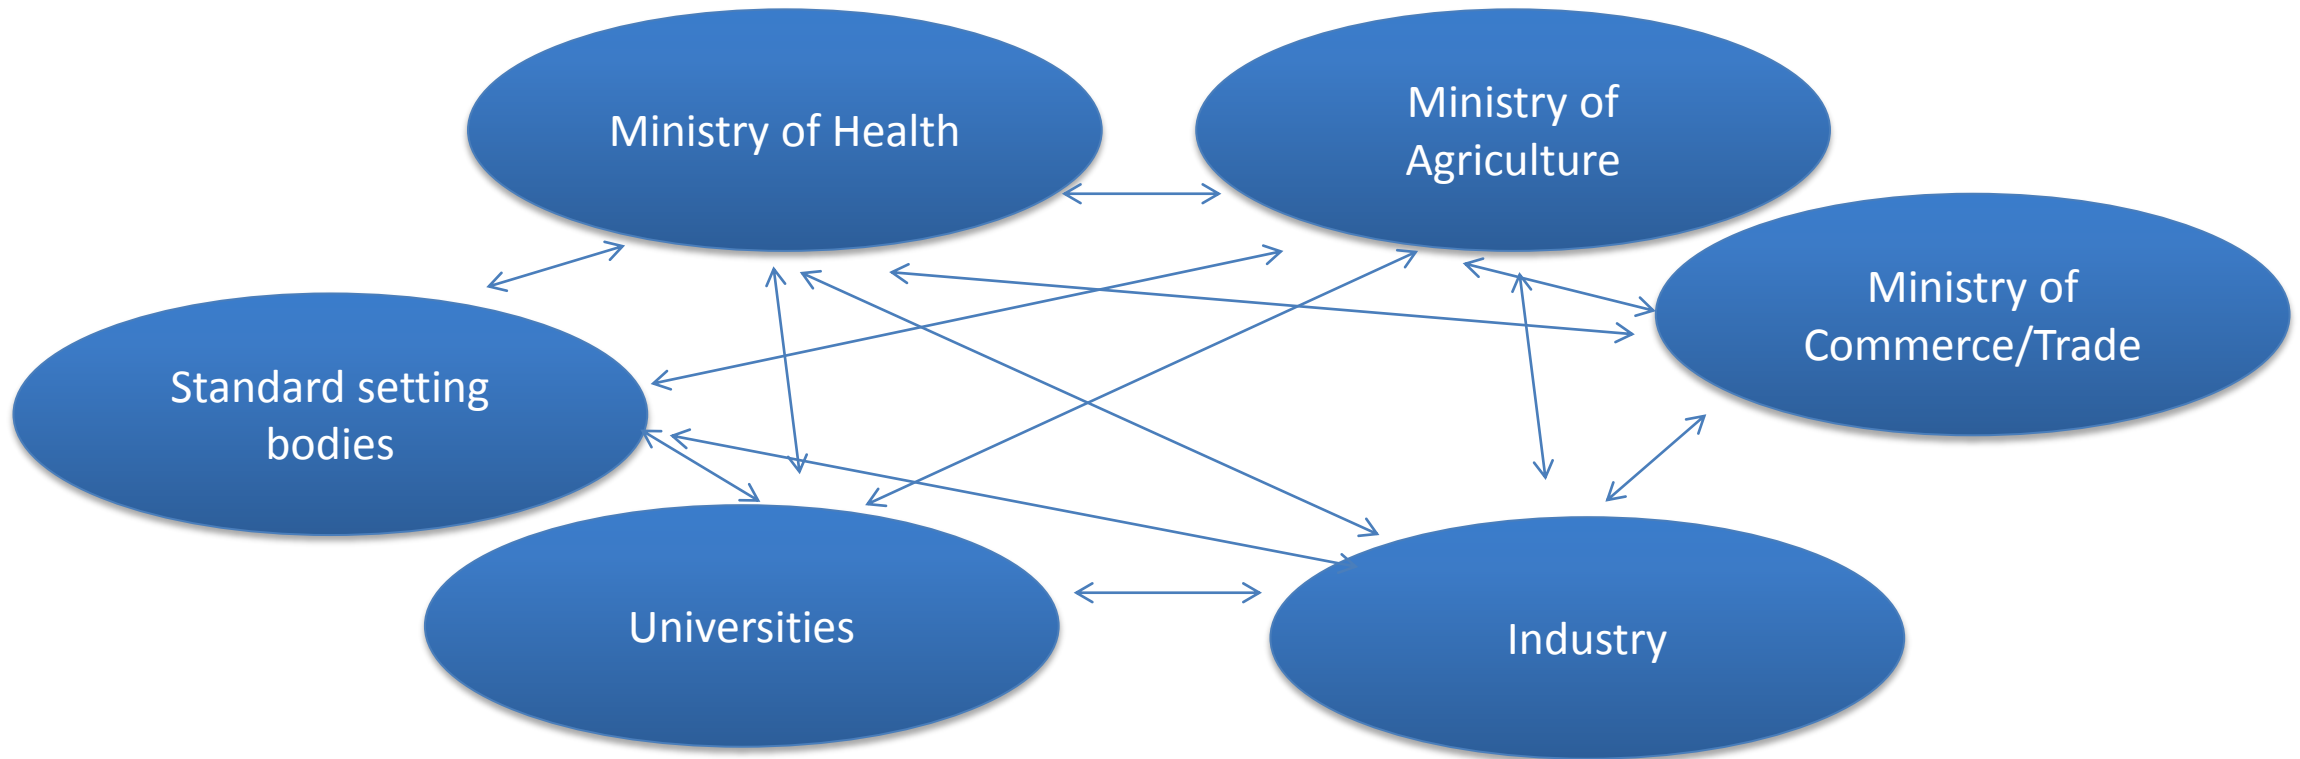 Ministry of Health
Ministry of
Agriculture
Ministry of
Commerce/Trade
Standard setting
bodies
Universities
Industry